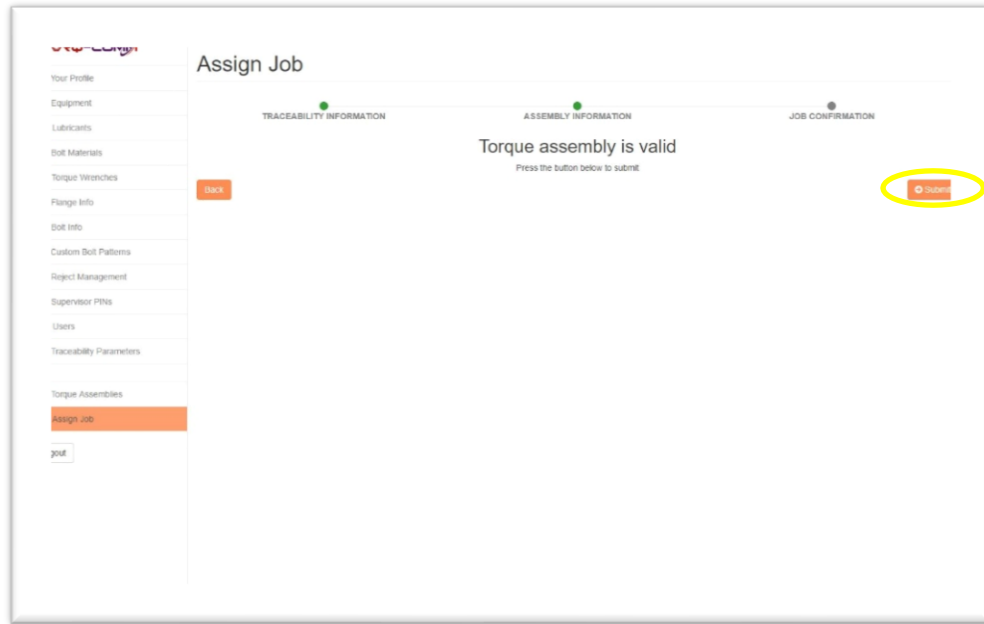 Assign Job
Your Profile
Equipment
Lubricants
Bolt Materials
Torque Wrenches
Flange Info
Bolt Info
Custom Bolt Patterns
Reject Management
Supervisor PINs
Users
Traceability Parameters
Torque Assemblies
Assign Job
gout
TRACEABILITY INFORMATION
ASSEMBLY INFORMATION
JOB CONFIRMATION
Torque assembly is valid
Press the button below to submit
Back
Submit